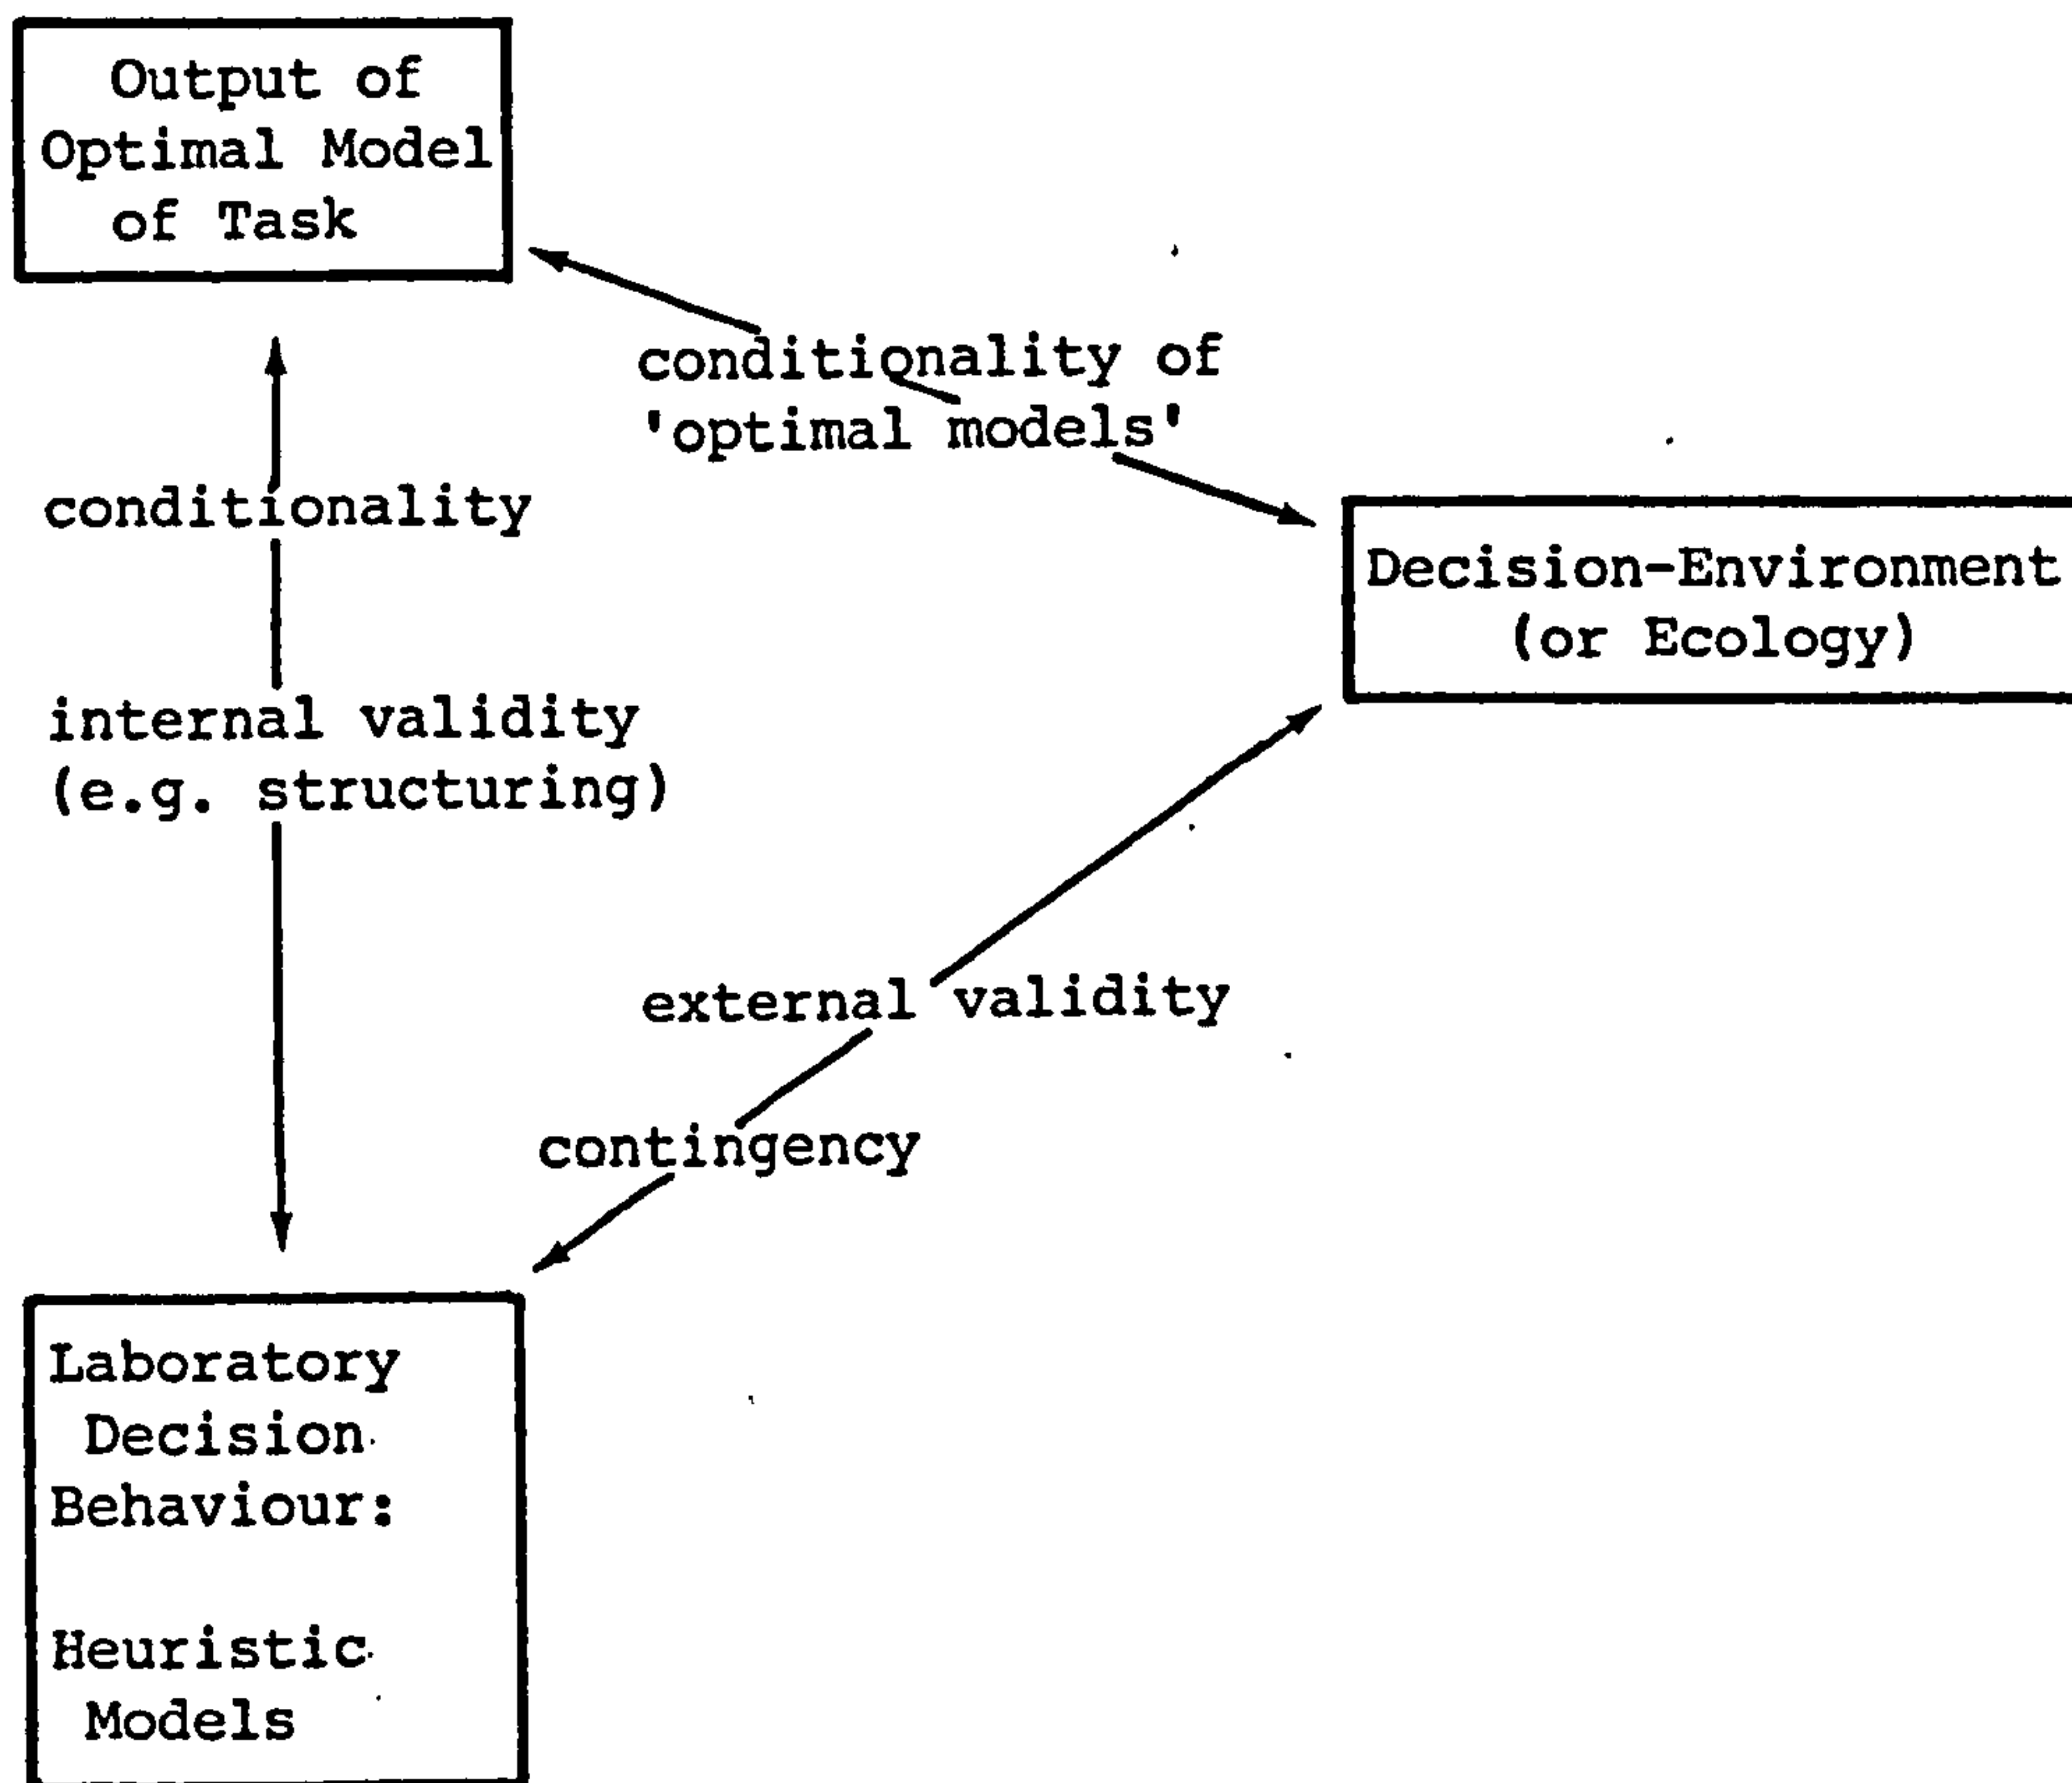 Output of
Optimal Model
of Task
conditionality of
'optimal models'
conditionality
Decision-Environment
(or Ecology)
internal validity
(e.g. structuring)
external validity
contingency
Laboratory
Decision
Behaviour:
Heuristic
Models